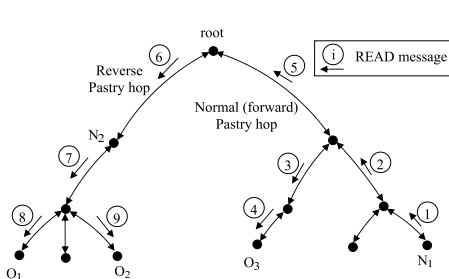 root
6
5
i READ message
Reverse
Pastry hop
Normal (forward)
Pastry hop
N2
7
3
2
8
9
4
1
O1
O2
O3
N1